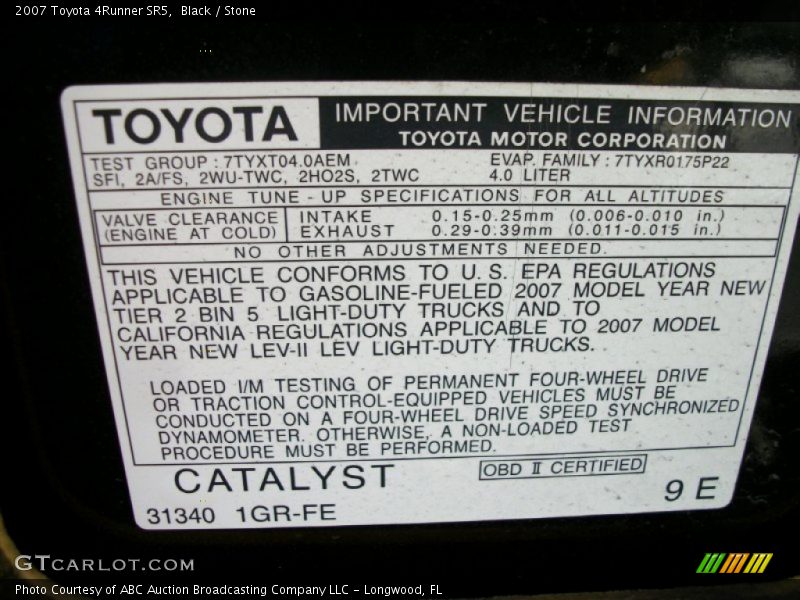 2007 Toyota 4Runner SR5,  Black / Stone
...
TOYOTA IMPORTANT VEHICLE INFORMATION
TOYOTA MOTOR CORPORATION
TEST GROUP : 7TYXT04.0AEM EVAP. FAMILY : 7TYXR0175P22
SFI, 2A/FS, 2WU-TWC, 2HO2S, 2TWC 4.0 LITER
ENGINE TUNE - UP SPECIFICATIONS FOR ALL ALTITUDES
VALVE CLEARANCE INTAKE 0.15-0.25mm (0.006-0.010 in.)
(ENGINE AT COLD) EXHAUST 0.29-0.39mm (0.011-0.015 in.)
NO OTHER ADJUSTMENTS NEEDED.
THIS VEHICLE CONFORMS TO U.S. EPA REGULATIONS
APPLICABLE TO GASOLINE-FUELED 2007 MODEL YEAR NEW
TIER 2 BIN 5 LIGHT-DUTY TRUCKS AND TO
CALIFORNIA REGULATIONS APPLICABLE TO 2007 MODEL
YEAR NEW LEV-II LEV LIGHT-DUTY TRUCKS.
LOADED I/M TESTING OF PERMANENT FOUR-WHEEL DRIVE
OR TRACTION CONTROL-EQUIPPED VEHICLES MUST BE
CONDUCTED ON A FOUR-WHEEL DRIVE SPEED SYNCHRONIZED
DYNAMOMETER. OTHERWISE, A NON-LOADED TEST
PROCEDURE MUST BE PERFORMED.
CATALYST OBD II CERTIFIED
31340 1GR-FE 9 E
GTCARLOT.COM
Photo Courtesy of ABC Auction Broadcasting Company LLC - Longwood, FL